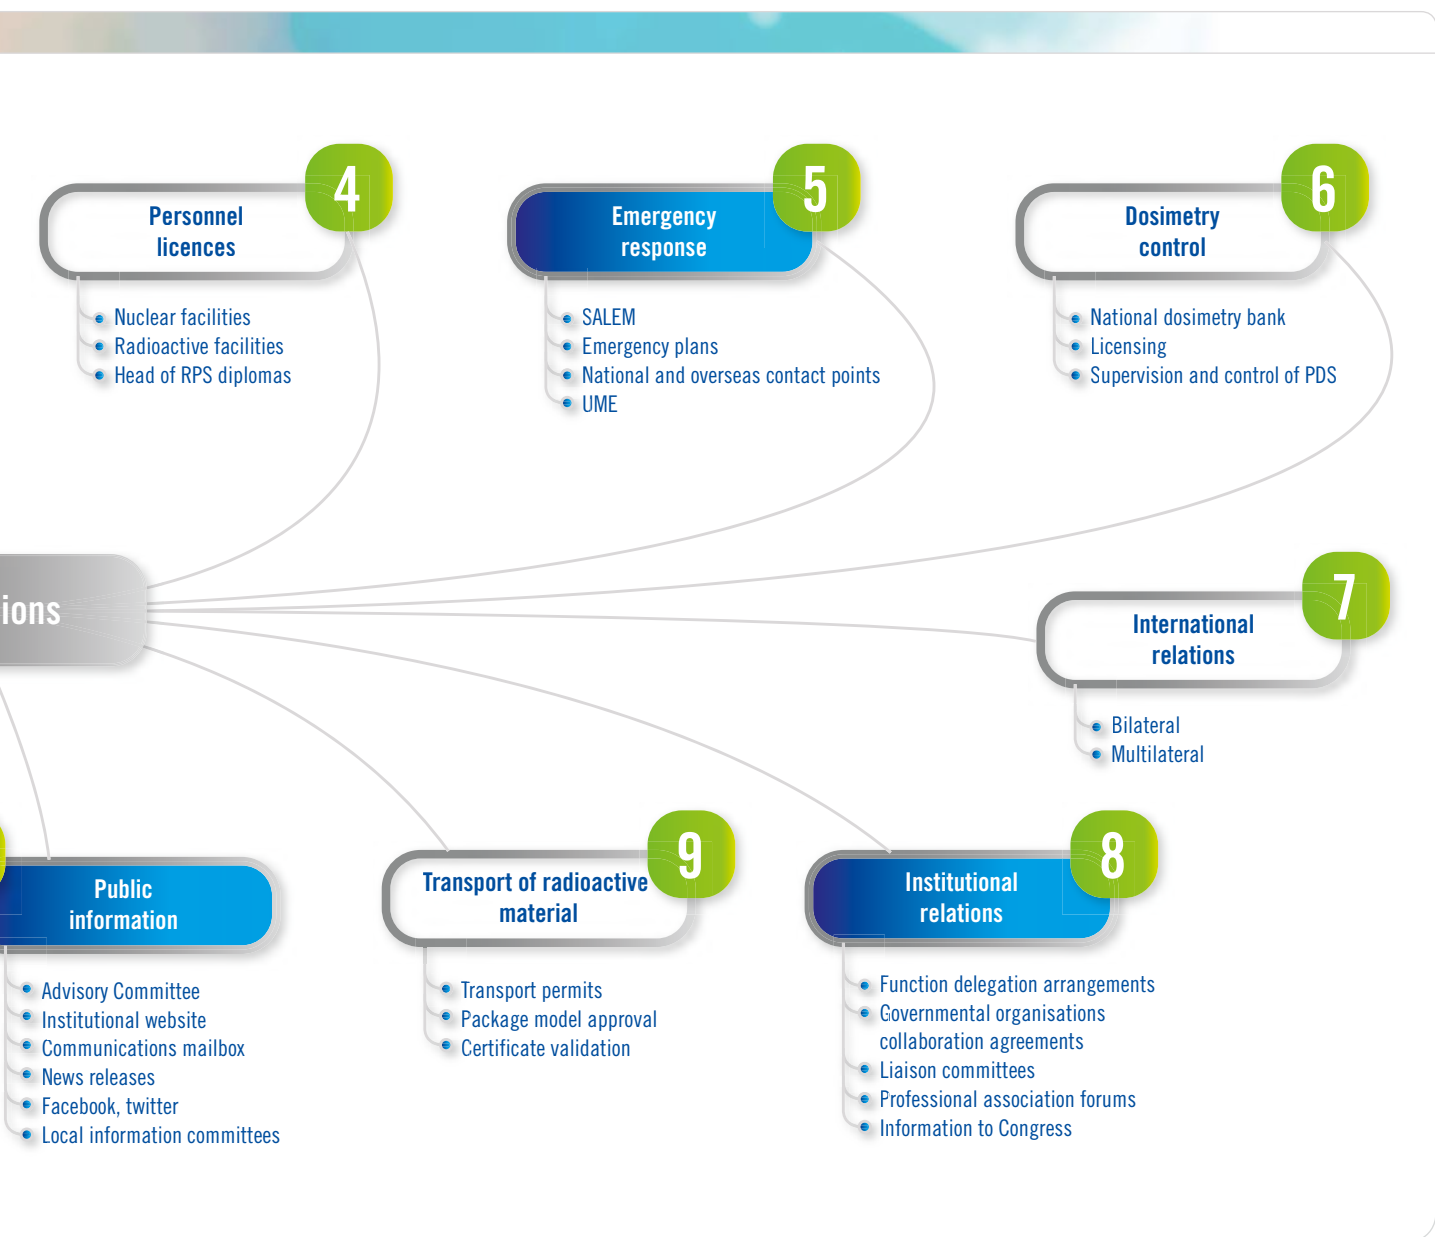 4
Personnel
licences
Nuclear facilities
Radioactive facilities
Head of RPS diplomas
5
Emergency
response
SALEM
Emergency plans
National and overseas contact points
UME
6
Dosimetry
control
National dosimetry bank
Licensing
Supervision and control of PDS
ions
7
International
relations
Bilateral
Multilateral
Public
information
Advisory Committee
Institutional website
Communications mailbox
News releases
Facebook, twitter
Local information committees
9
Transport of radioactive
material
Transport permits
Package model approval
Certificate validation
8
Institutional
relations
Function delegation arrangements
Governmental organisations
collaboration agreements
Liaison committees
Professional association forums
Information to Congress